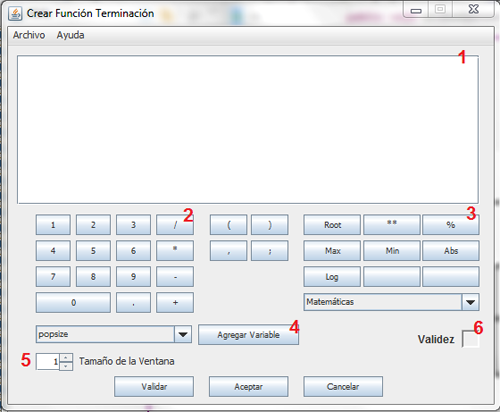 Crear Función Terminación
Archivo Ayuda
1
2 3
1 2 3 / ( ) Root ** %
4 5 6 * , ; Max Min Abs
7 8 9 - Log
0 . + Matemáticas
4 6
popsize Agregar Variable Validez
5 1 Tamaño de la Ventana
Validar Aceptar Cancelar